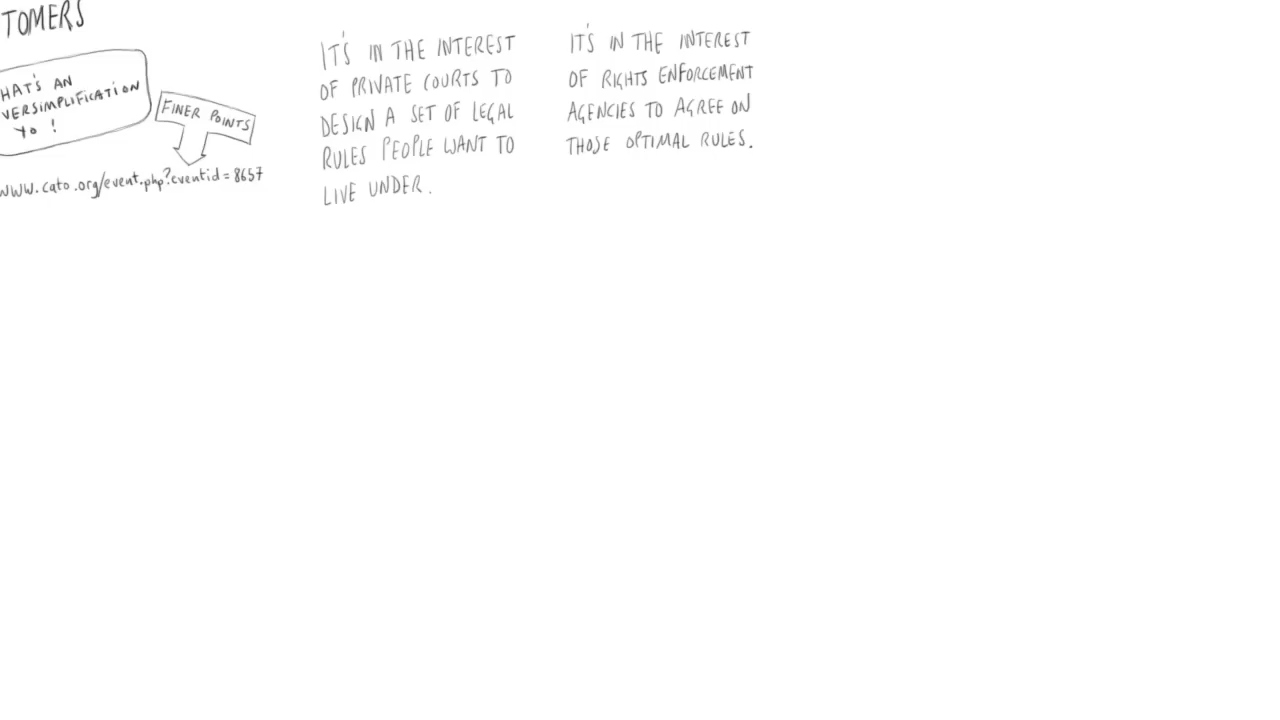 TOMERS
HAT'S AN
VERSIMPLIFICATION
YO !
FINER POINTS
WWW.cato.org/event.php?eventid=8657
IT'S IN THE INTEREST
OF PRIVATE COURTS TO
DESIGN A SET OF LEGAL
RULES PEOPLE WANT TO
LIVE UNDER.
IT'S IN THE INTEREST
OF RIGHTS ENFORCEMENT
AGENCIES TO AGREE ON
THOSE OPTIMAL RULES.